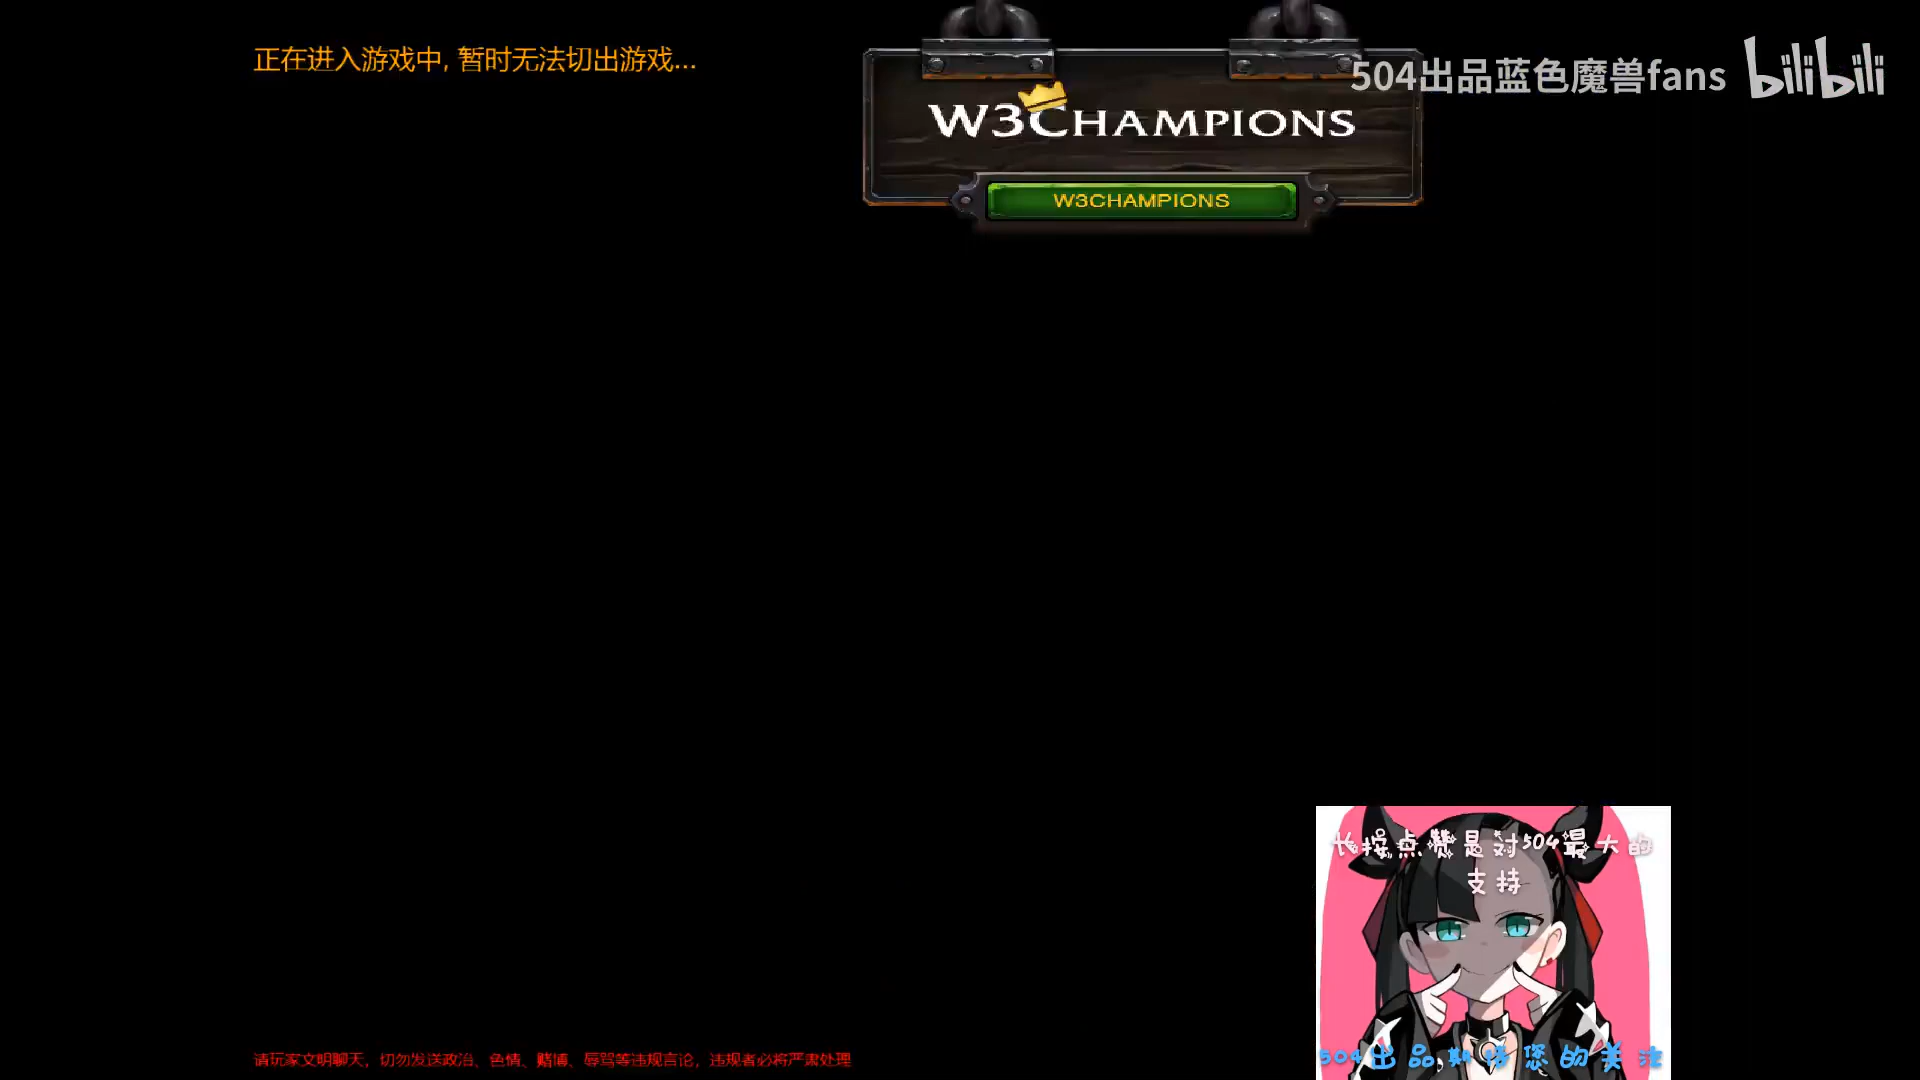 正在进入游戏中, 暂时无法切出游戏...
W3CHAMPIONS
W3CHAMPIONS
504出品蓝色魔兽fans bilibili
长按点赞是对504最大的
支持
504出品,期待您的关注
请玩家文明聊天，切勿发送政治、色情、赌博、辱骂等违规言论，违规者必将严肃处理